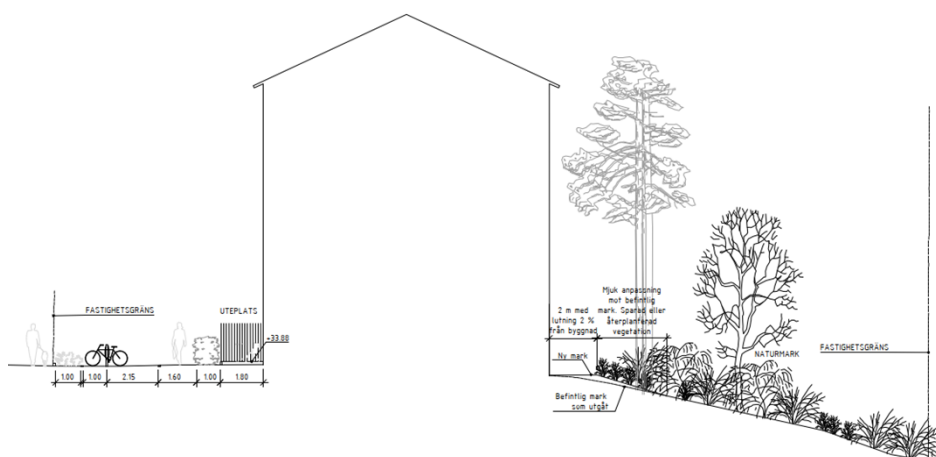 FASTIGHETSGRÄNS
UTEPLATS
+33.88
1.00 1.00 2.15 1.60 1.00 1.80
2 m med
lutning 2 %
från byggnad
Mjuk anpassning
mot befintlig
mark. Sparad eller
återplanterad
vegetation
Ny mark
Befintlig mark
som utgåt
NATURMARK
FASTIGHETSGRÄNS